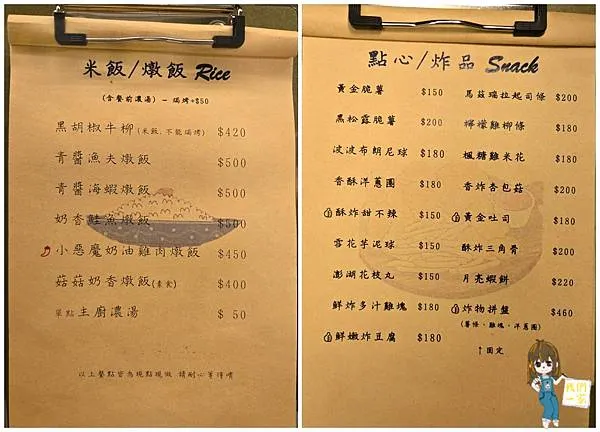 米飯/燉飯 Rice
(含餐前濃湯) - 焗烤+$50
黑胡椒牛柳(米飯.不能焗烤) $420
青醬漁夫燉飯 $500
青醬海蝦燉飯 $500
奶香鮭魚燉飯 $500
小惡魔奶油雞肉燉飯 $450
菇菇奶香燉飯(素食) $400
單點主廚濃湯 $ 50
以上餐點皆為現點現做.請耐心等待唷
點心/炸品 Snack
黃金脆薯 $150
黑松露脆薯 $200
波波布朗尼球 $180
香酥洋蔥圈 $180
酥炸甜不辣 $150
雪花芋泥球 $150
澎湖花枝丸 $150
鮮炸多汁雞塊 $180
鮮嫩炸豆腐 $180
馬茲瑞拉起司條 $200
檸檬雞柳條 $180
楓糖雞米花 $180
香炸杏包菇 $200
黃金吐司 $180
酥炸三角骨 $200
月亮蝦餅 $220
炸物拼盤 $460
(薯條、雞塊、洋蔥圈)
↑固定
我們
一家